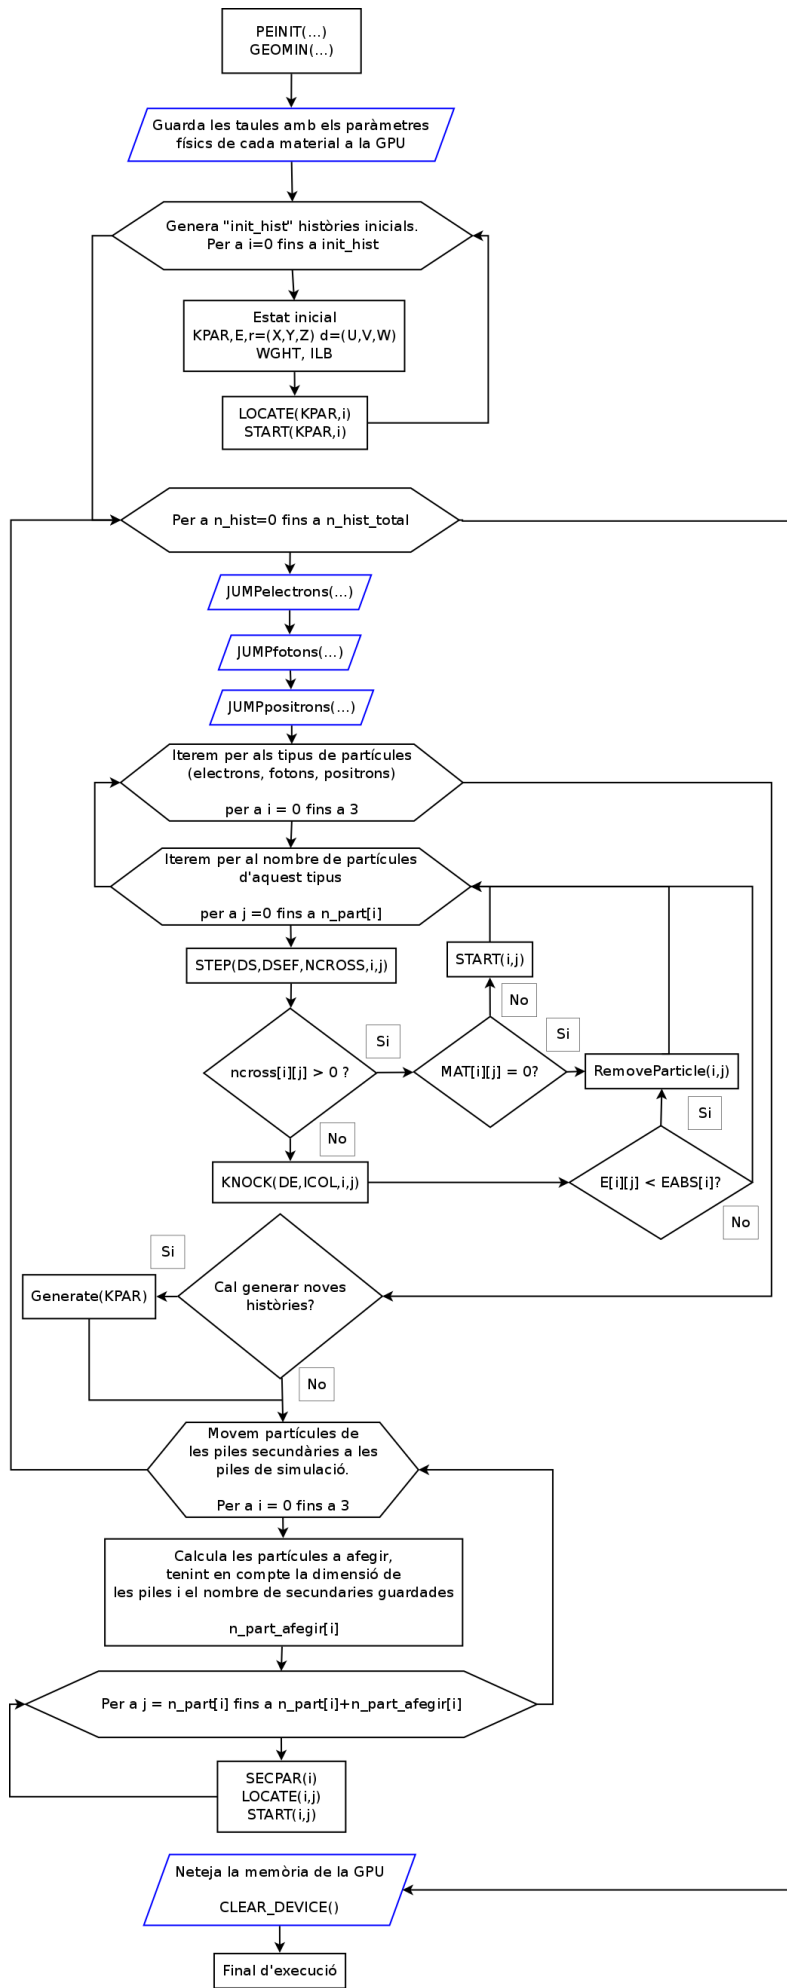 PEINIT(...)
GEOMIN(...)
Guarda les taules amb els paràmetres
físics de cada material a la GPU
Genera "init_hist" històries inicials.
Per a i=0 fins a init_hist
Estat inicial
KPAR,E,r=(X,Y,Z) d=(U,V,W)
WGHT, ILB
LOCATE(KPAR,i)
START(KPAR,i)
Per a n_hist=0 fins a n_hist_total
JUMPelectrons(...)
JUMPfotons(...)
JUMPpositrons(...)
Iterem per als tipus de partícules
(electrons, fotons, positrons)
per a i = 0 fins a 3
Iterem per al nombre de partícules
d'aquest tipus
per a j =0 fins a n_part[i]
STEP(DS,DSEF,NCROSS,i,j)
START(i,j)
No
Si
Si
ncross[i][j] > 0 ?
MAT[i][j] = 0?
RemoveParticle(i,j)
Si
No
KNOCK(DE,ICOL,i,j)
E[i][j] < EABS[i]?
No
Si
Cal generar noves
històries?
Generate(KPAR)
No
Movem partícules de
les piles secundàries a les
piles de simulació.
Per a i = 0 fins a 3
Calcula les partícules a afegir,
tenint en compte la dimensió de
les piles i el nombre de secundaries guardades
n_part_afegir[i]
Per a j = n_part[i] fins a n_part[i]+n_part_afegir[i]
SECPAR(i)
LOCATE(i,j)
START(i,j)
Neteja la memòria de la GPU
CLEAR_DEVICE()
Final d'execució